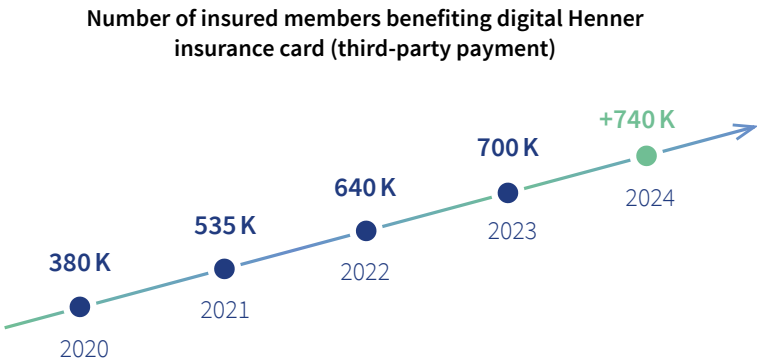 Number of insured members benefiting digital Henner
insurance card (third-party payment)
+740 K
700 K
640 K
535 K
380 K
2024
2023
2022
2021
2020